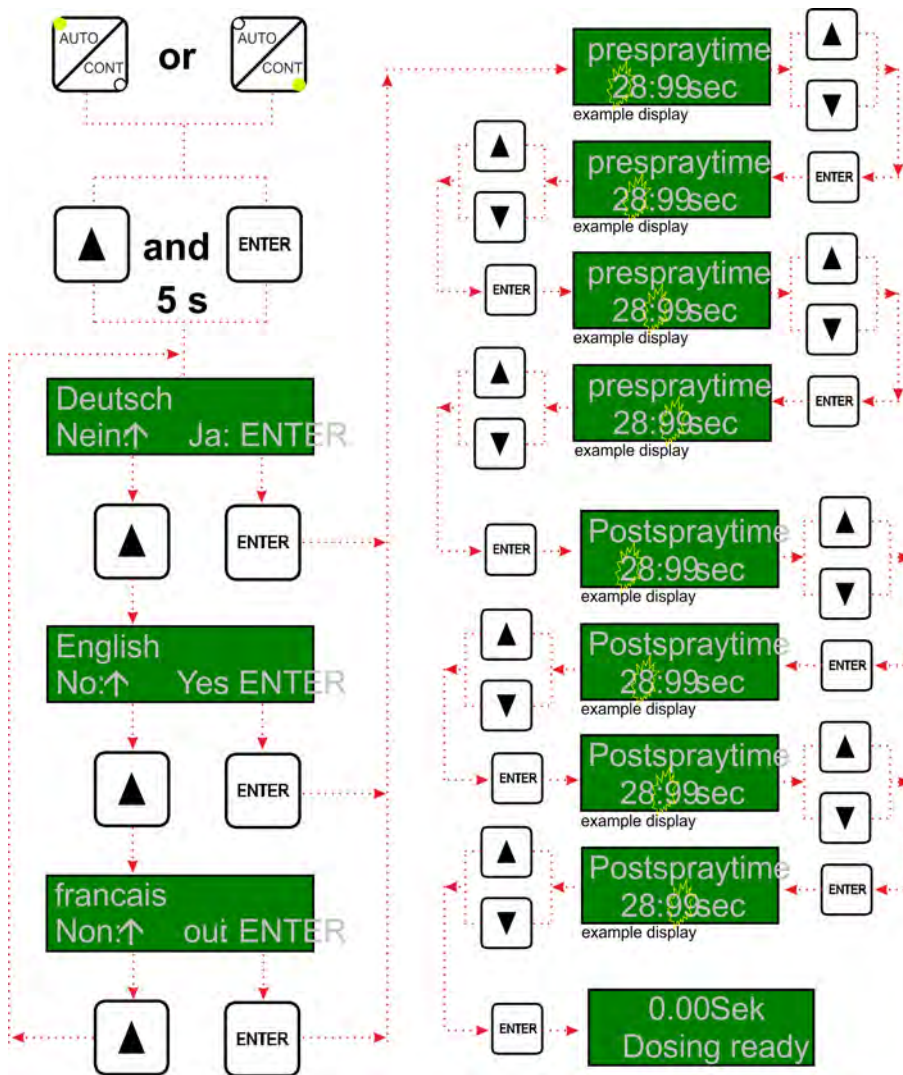 AUTO
CONT
or
AUTO
CONT
and
ENTER
5 s
Deutsch
Nein:↑ Ja: ENTER
ENTER
English
No:↑ Yes ENTER
ENTER
francais
Non:↑ out ENTER
ENTER
prespraytime
28:99sec
example display
prespraytime
28:99sec
example display
ENTER
ENTER
prespraytime
28:99sec
example display
prespraytime
28:99sec
example display
ENTER
ENTER
Postspraytime
28:99sec
example display
Postspraytime
28:99sec
example display
ENTER
ENTER
Postspraytime
28:99sec
example display
Postspraytime
28:99sec
example display
ENTER
ENTER
0.00Sek
Dosing ready